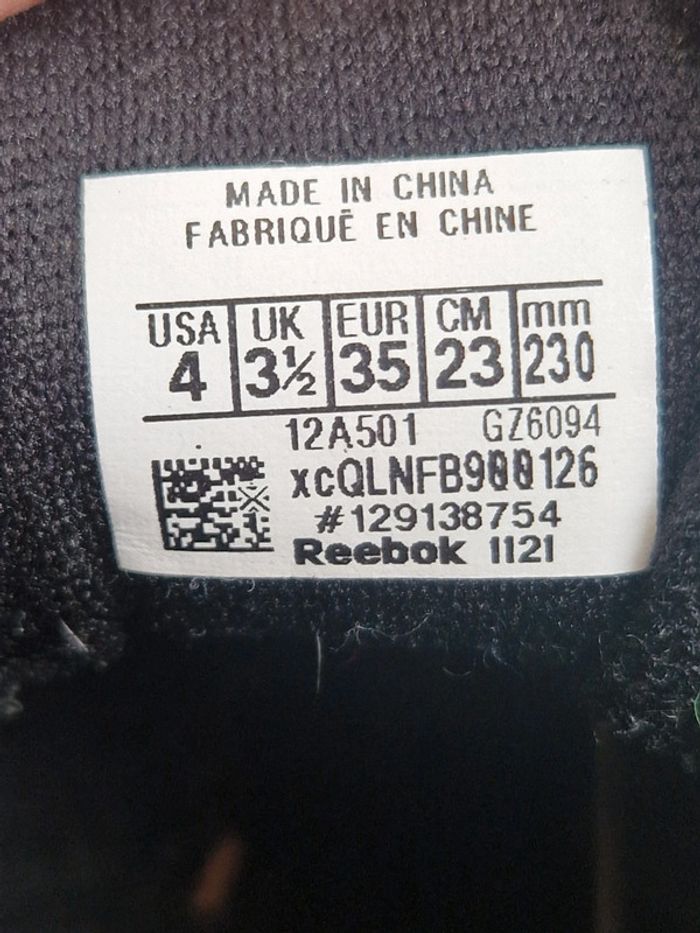 MADE IN CHINA
FABRIQUÉ EN CHINE
USA UK EUR CM mm
4 3½ 35 23 230
12A501 GZ6094
xcQLNFB900126
#129138754
Reebok 1121